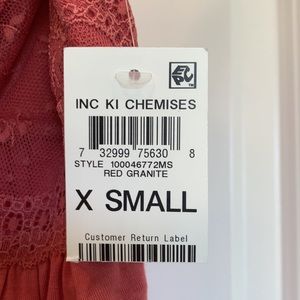 INC KI CHEMISES
7 32999 75630 8
STYLE 100046772MS
RED GRANITE
X SMALL
Customer Return Label